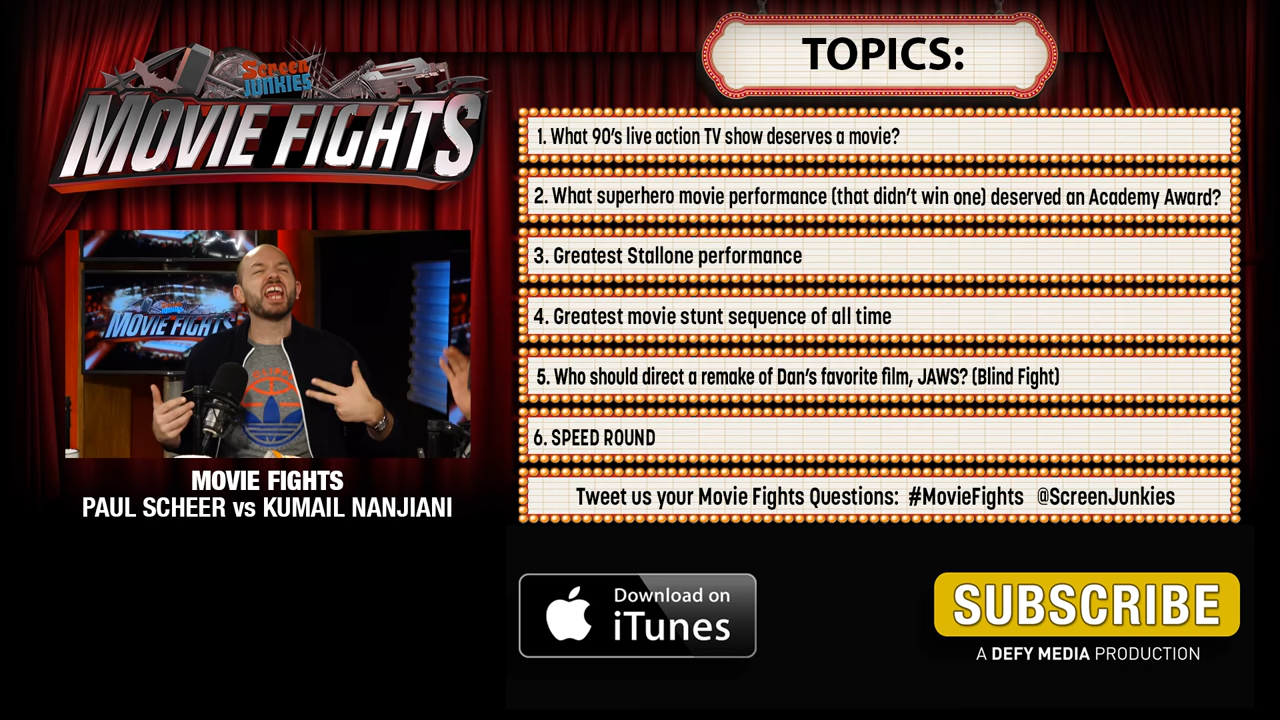 Screen
JUNKIES
MOVIE FIGHTS
TOPICS:
1. What 90's live action TV show deserves a movie?
2. What superhero movie performance (that didn't win one) deserved an Academy Award?
3. Greatest Stallone performance
4. Greatest movie stunt sequence of all time
5. Who should direct a remake of Dan's favorite film, JAWS? (Blind Fight)
6. SPEED ROUND
Tweet us your Movie Fights Questions: #MovieFights @ScreenJunkies
MOVIE FIGHTS
MOVIE FIGHTS
PAUL SCHEER vs KUMAIL NANJIANI
Download on
iTunes
SUBSCRIBE
A DEFY MEDIA PRODUCTION